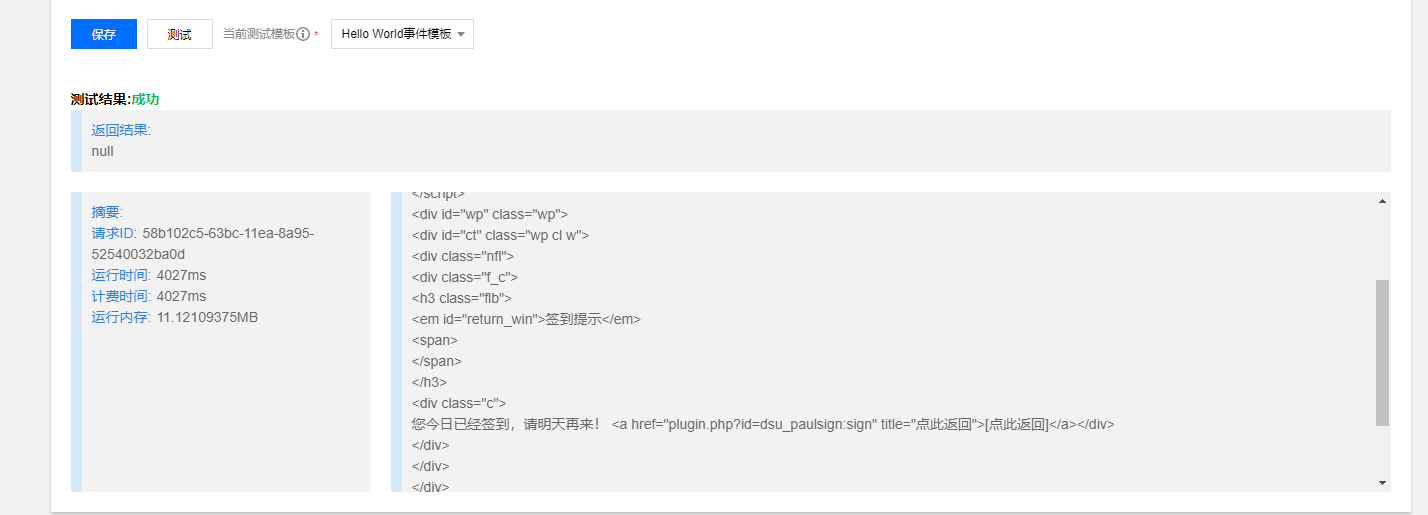 保存 测试 当前测试模板 * Hello World事件模板
测试结果:成功
返回结果:
null
摘要:
请求ID: 58b102c5-63bc-11ea-8a95-
52540032ba0d
运行时间: 4027ms
计费时间: 4027ms
运行内存: 11.12109375MB
</script>
<div id="wp" class="wp">
<div id="ct" class="wp cl w">
<div class="nfl">
<div class="f_c">
<h3 class="flb">
<em id="return_win">签到提示</em>
<span>
</span>
</h3>
<div class="c">
您今日已经签到，请明天再来！ <a href="plugin.php?id=dsu_paulsign:sign" title="点此返回">[点此返回]</a></div>
</div>
</div>
</div>